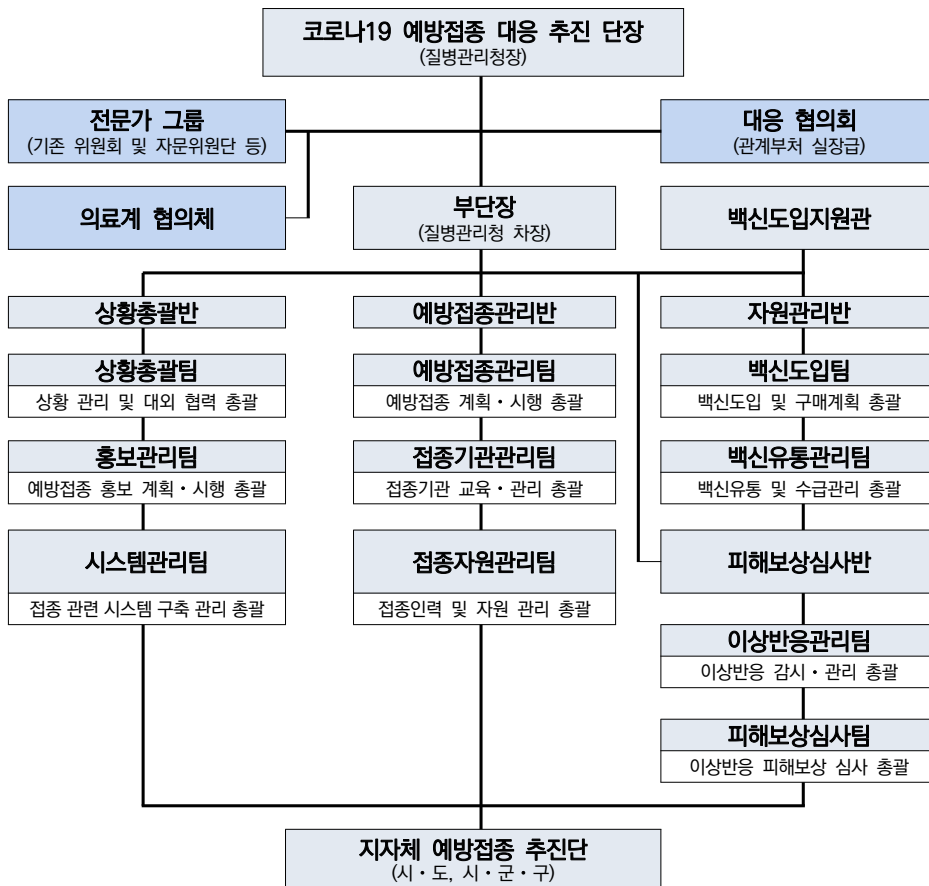 코로나19 예방접종 대응 추진 단장
(질병관리청장)
전문가 그룹
(기존 위원회 및 자문위원단 등)
대응 협의회
(관계부처 실장급)
의료계 협의체
부단장
(질병관리청 차장)
백신도입지원관
상황총괄반
예방접종관리반
자원관리반
상황총괄팀
상황 관리 및 대외 협력 총괄
예방접종관리팀
예방접종 계획・시행 총괄
백신도입팀
백신도입 및 구매계획 총괄
홍보관리팀
예방접종 홍보 계획・시행 총괄
접종기관관리팀
접종기관 교육・관리 총괄
백신유통관리팀
백신유통 및 수급관리 총괄
시스템관리팀
접종 관련 시스템 구축 관리 총괄
접종자원관리팀
접종인력 및 자원 관리 총괄
피해보상심사반
이상반응관리팀
이상반응 감시・관리 총괄
피해보상심사팀
이상반응 피해보상 심사 총괄
지자체 예방접종 추진단
(시・도, 시・군・구)